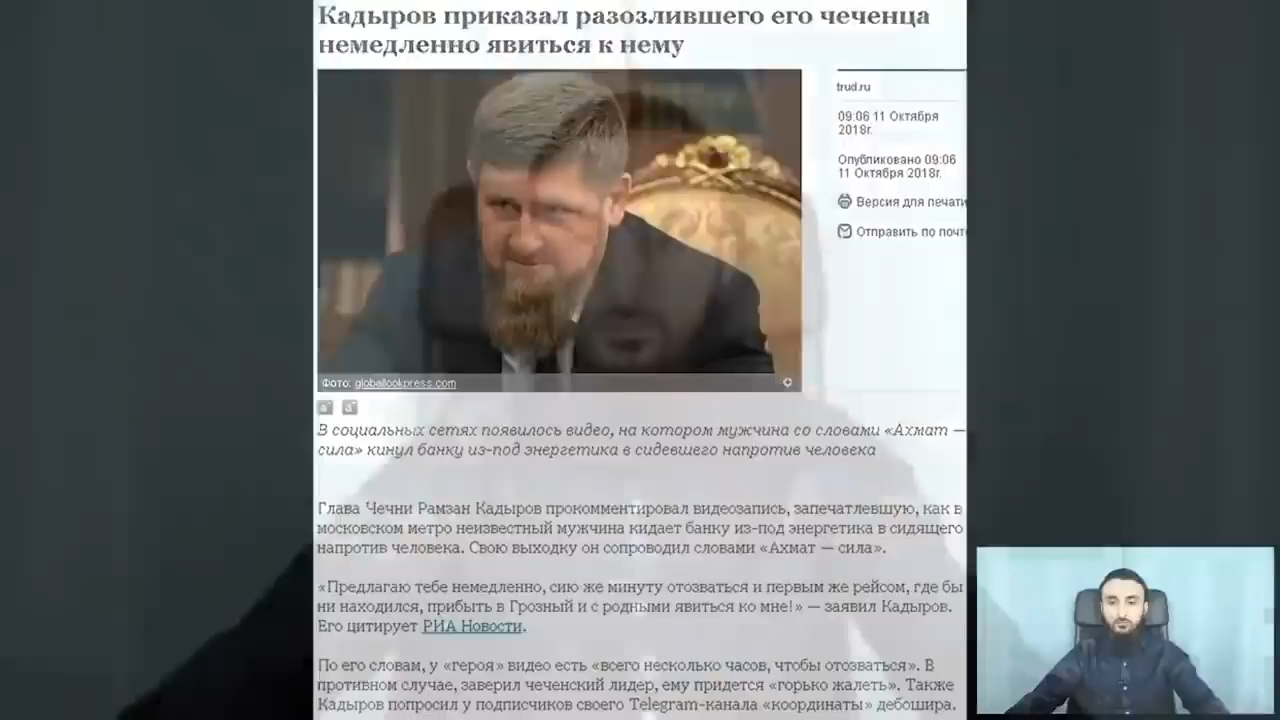 Кадыров приказал разозлившего его чеченца
немедленно явиться к нему
trud.ru
09:06 11 Октября
2018г.
Опубликовано 09:06
11 Октября 2018г.
Версия для печати
Отправить по почт
Фото: globallookpress.com
В социальных сетях появилось видео, на котором мужчина со словами «Ахмат —
сила» кинул банку из-под энергетика в сидевшего напротив человека
Глава Чечни Рамзан Кадыров прокомментировал видеозапись, запечатлевшую, как в
московском метро неизвестный мужчина кидает банку из-под энергетика в сидящего
напротив человека. Свою выходку он сопроводил словами «Ахмат — сила».
«Предлагаю тебе немедленно, сию же минуту отозваться и первым же рейсом, где бы
ни находился, прибыть в Грозный и с родными явиться ко мне!» — заявил Кадыров.
Его цитирует РИА Новости.
По его словам, у «героя» видео есть «всего несколько часов, чтобы отозваться». В
противном случае, заверил чеченский лидер, ему придется «горько жалеть». Также
Кадыров попросил у подписчиков своего Telegram-канала «координаты» дебошира.